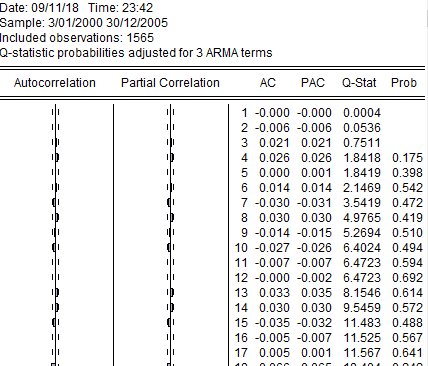 Date: 09/11/18 Time: 23:42
Sample: 3/01/2000 30/12/2005
Included observations: 1565
Q-statistic probabilities adjusted for 3 ARMA terms
Autocorrelation Partial Correlation AC PAC Q-Stat Prob
1 -0.000 -0.000 0.0004
2 -0.006 -0.006 0.0536
3 0.021 0.021 0.7511
4 0.026 0.026 1.8418 0.175
5 0.000 0.001 1.8419 0.398
6 0.014 0.014 2.1469 0.542
7 -0.030 -0.031 3.5419 0.472
8 0.030 0.030 4.9765 0.419
9 -0.014 -0.015 5.2694 0.510
10 -0.027 -0.026 6.4024 0.494
11 -0.007 -0.007 6.4723 0.594
12 -0.000 -0.002 6.4723 0.692
13 0.033 0.035 8.1546 0.614
14 0.030 0.030 9.5459 0.572
15 -0.035 -0.032 11.483 0.488
16 -0.005 -0.007 11.525 0.567
17 0.005 0.001 11.567 0.641